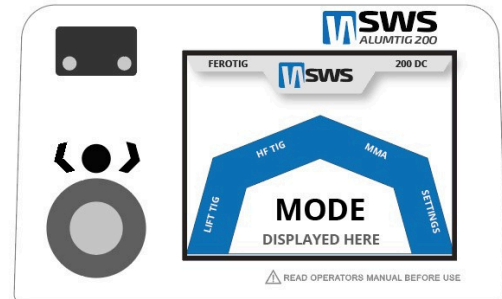 SWS
ALUMTIG 200
FEROTIG
SWS
200 DC
LIFT TIG
HF TIG
MMA
SETTINGS
MODE
DISPLAYED HERE
READ OPERATORS MANUAL BEFORE USE